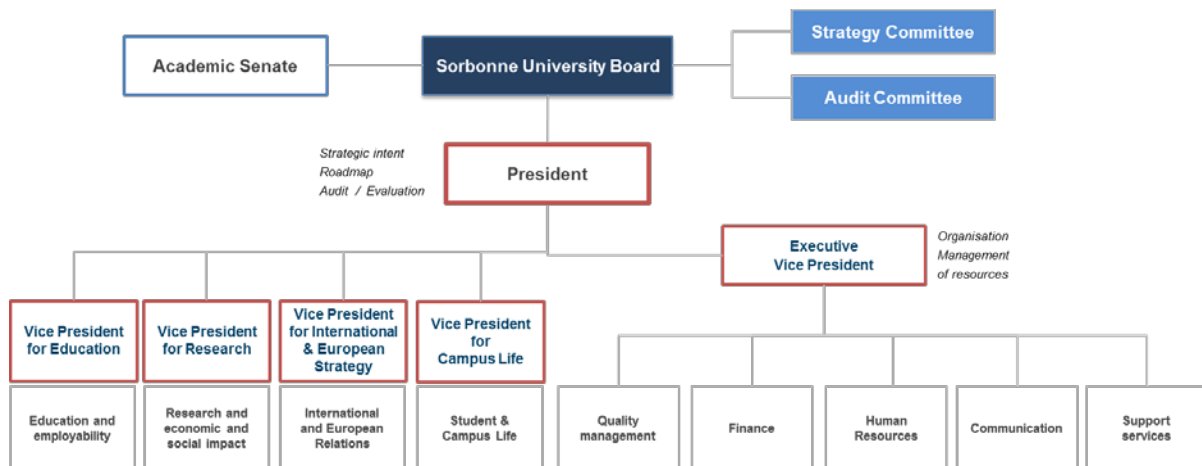 Academic Senate
Sorbonne University Board
Strategy Committee
Audit Committee
Strategic intent
Roadmap
Audit / Evaluation
President
Executive
Vice President
Organisation
Management
of resources
Vice President
for Education
Vice President
for Research
Vice President
for International
& European
Strategy
Vice President
for
Campus Life
Education and
employability
Research and
economic and
social impact
International
and European
Relations
Student &
Campus Life
Quality
management
Finance
Human
Resources
Communication
Support
services